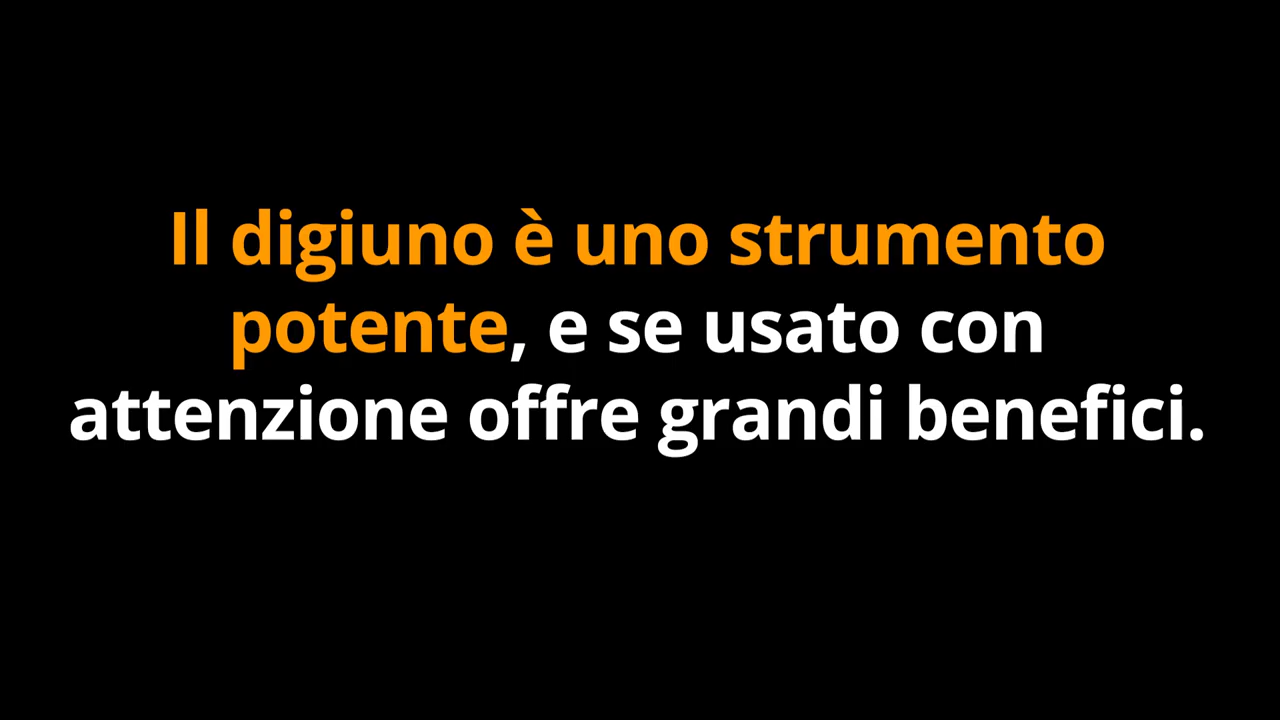 Il digiuno è uno strumento
potente, e se usato con
attenzione offre grandi benefici.